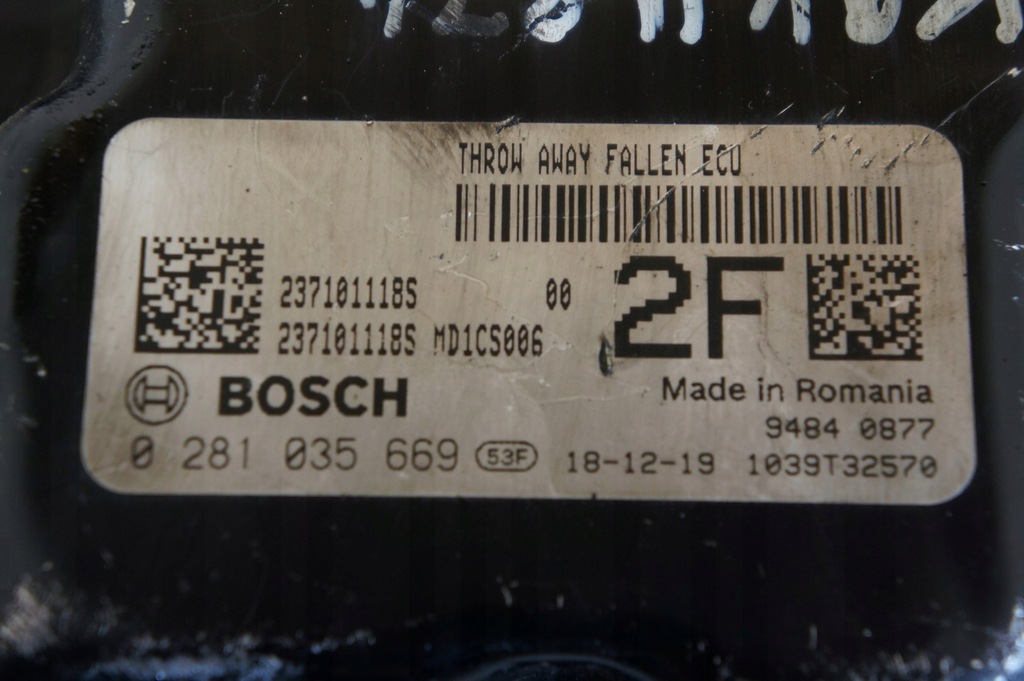 THROW AWAY FALLEN ECU
237101118S 00 2F
237101118S MD1CS006
BOSCH Made in Romania
9484 0877
0 281 035 669 53F 18-12-19 1039T32570